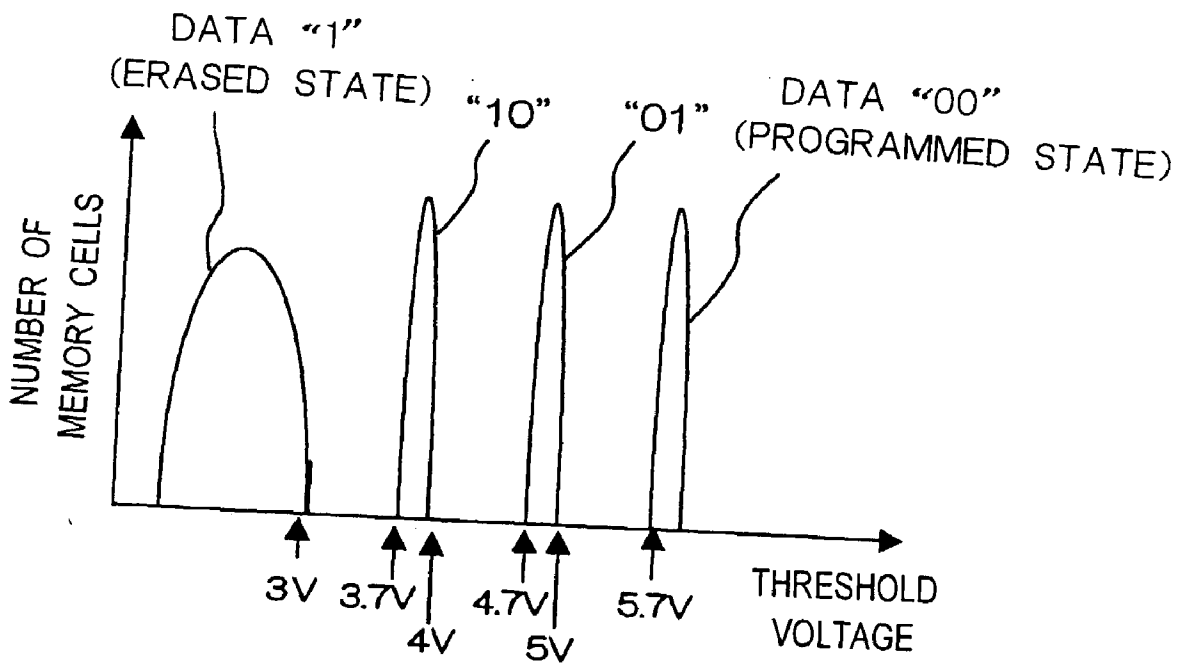 DATA “1”
(ERASED STATE)
“10”
“01”
DATA “00”
(PROGRAMMED STATE)
NUMBER OF
MEMORY CELLS
3V
3.7V
4V
4.7V
5V
5.7V
THRESHOLD
VOLTAGE